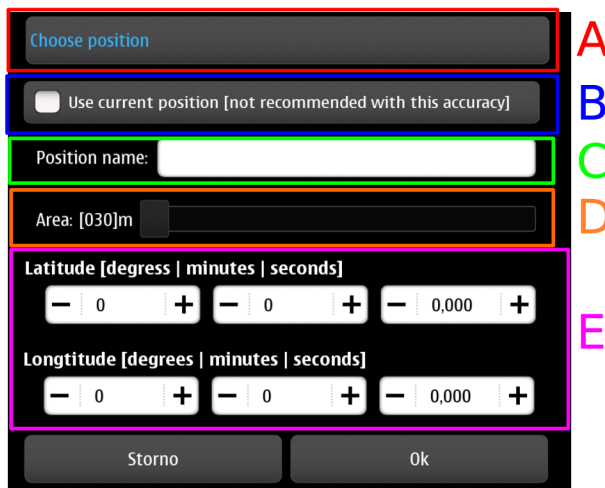 Choose position
A
Use current position [not recommended with this accuracy]
B
Position name:
C
Area: [030]m
D
Latitude [degress | minutes | seconds]
− 0 + − 0 + − 0,000 +
E
Longtitude [degrees | minutes | seconds]
− 0 + − 0 + − 0,000 +
Storno Ok